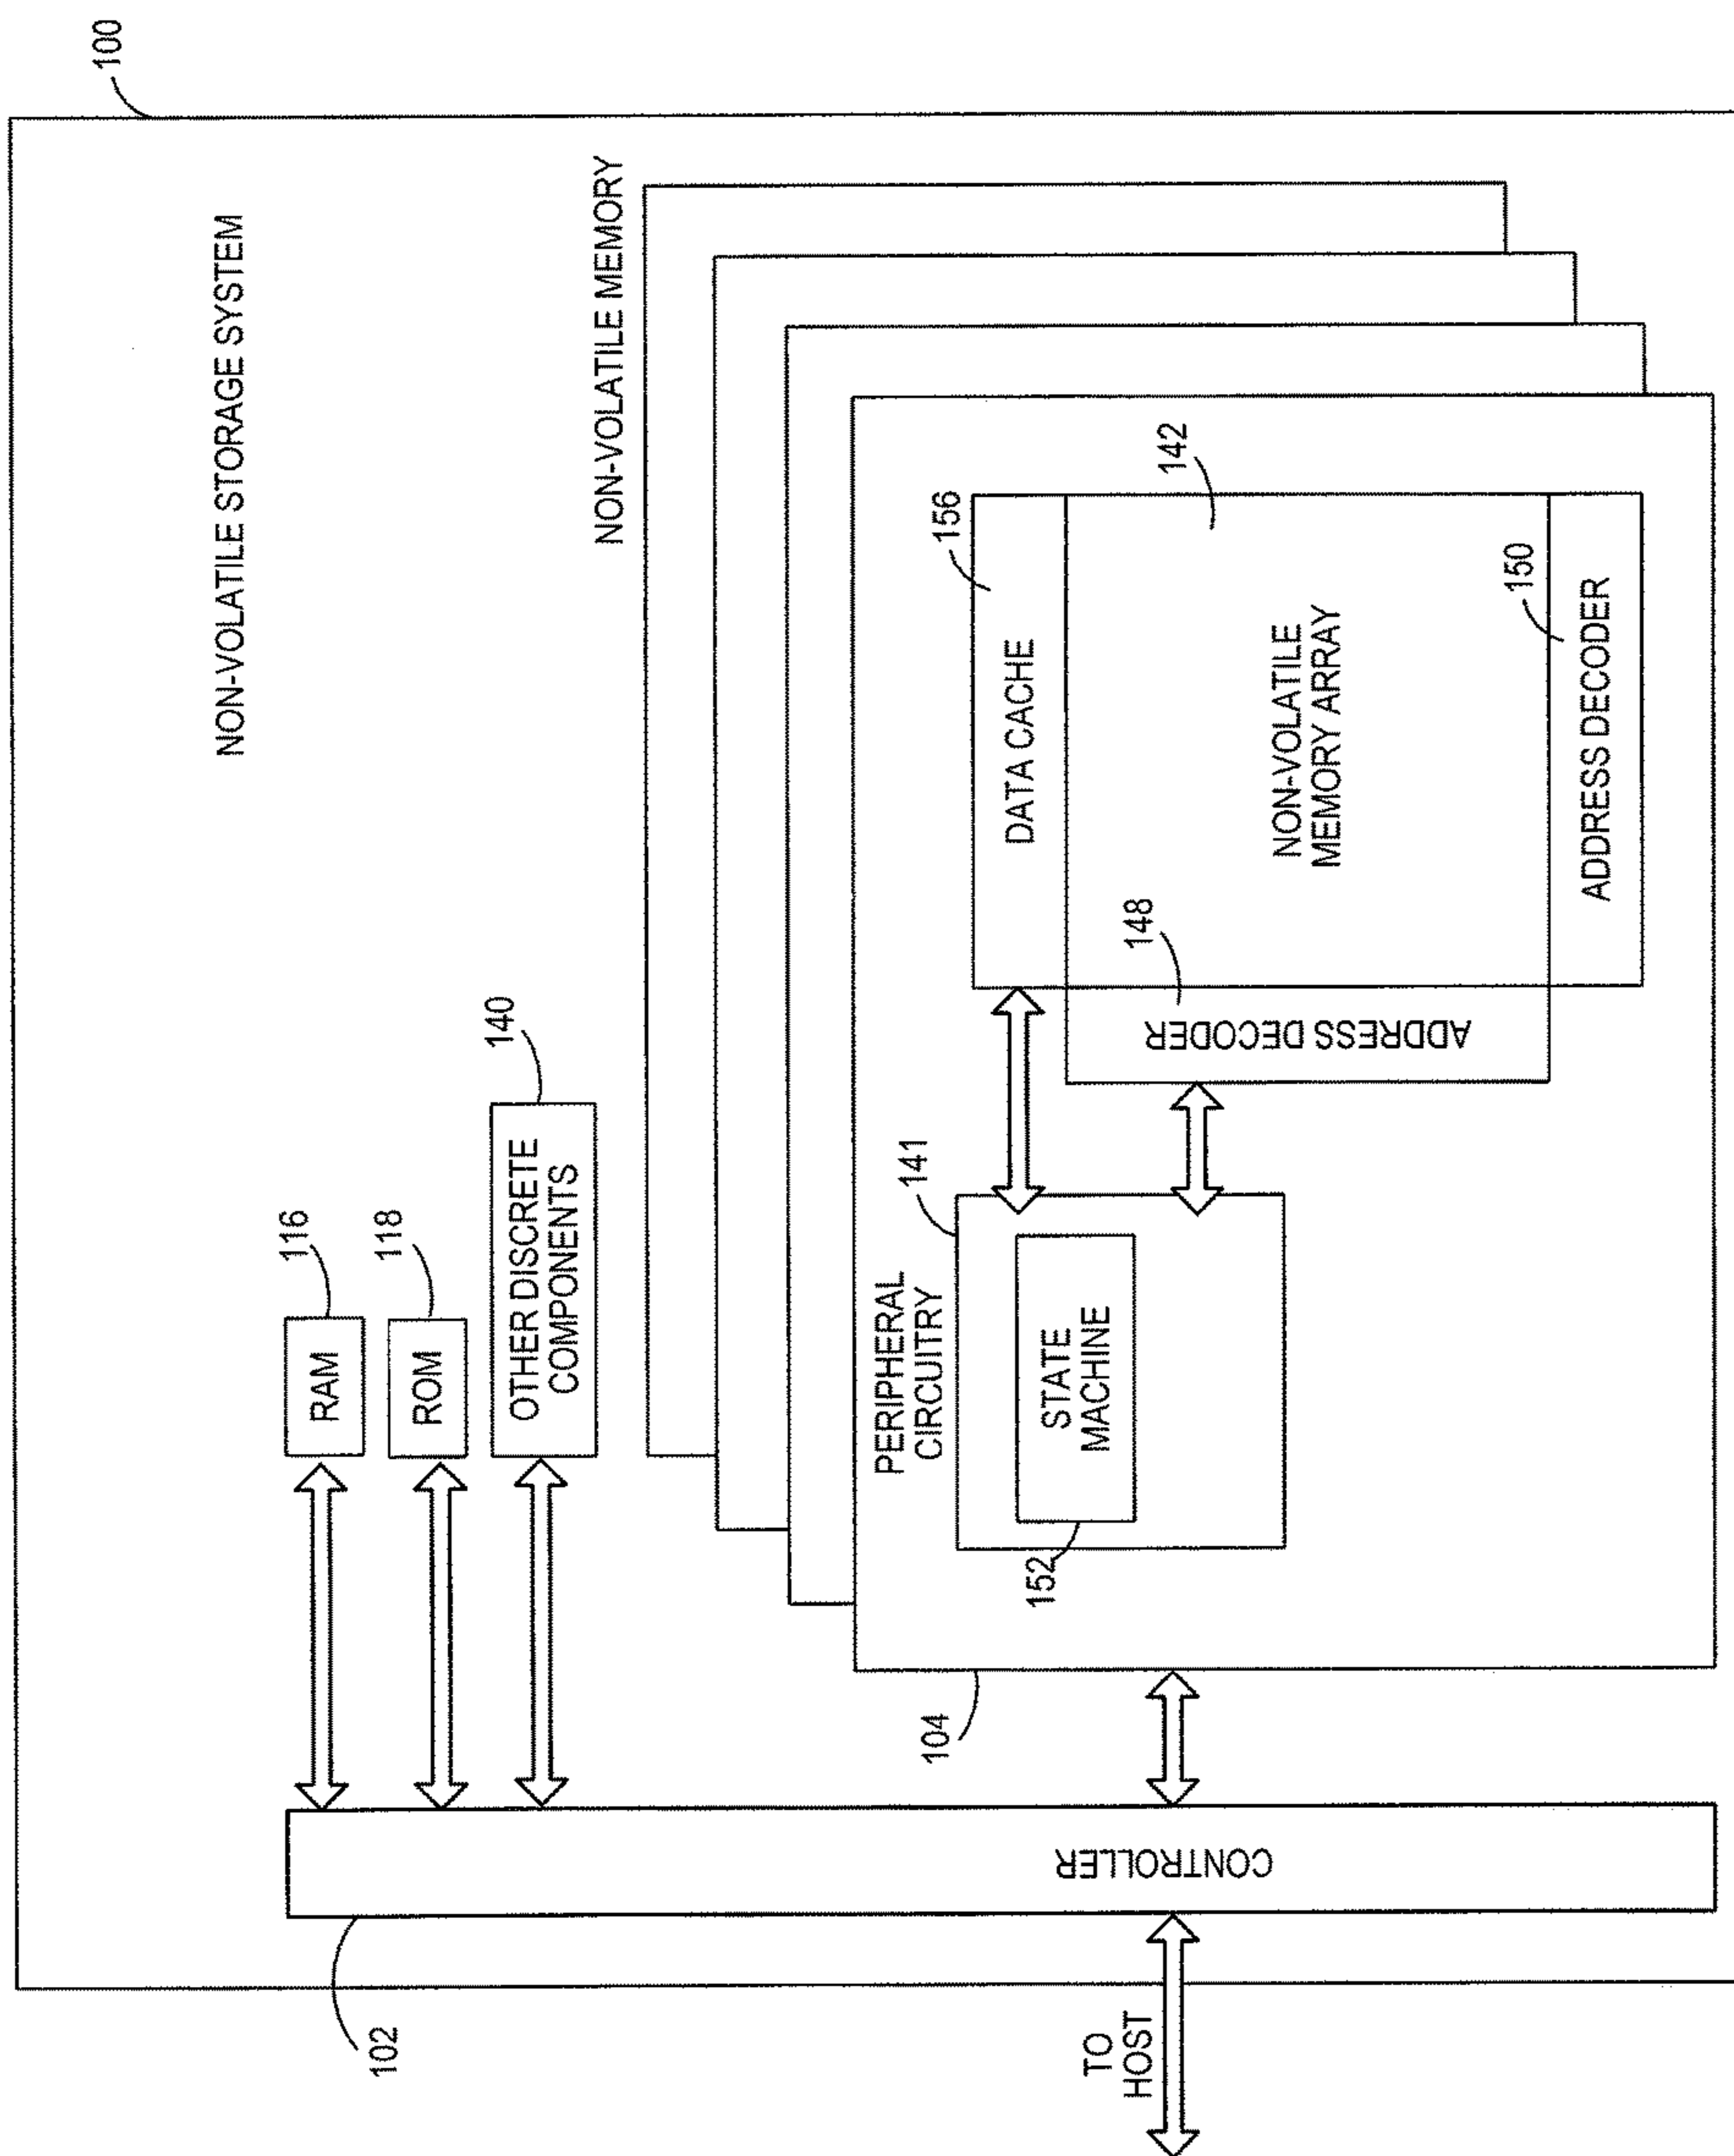 100
NON-VOLATILE STORAGE SYSTEM
116
RAM
118
ROM
140
OTHER DISCRETE
COMPONENTS
NON-VOLATILE MEMORY
102
CONTROLLER
TO
HOST
104
PERIPHERAL
CIRCUITRY
141
STATE
MACHINE
152
156
DATA CACHE
148
ADDRESS DECODER
142
NON-VOLATILE
MEMORY ARRAY
150
ADDRESS DECODER